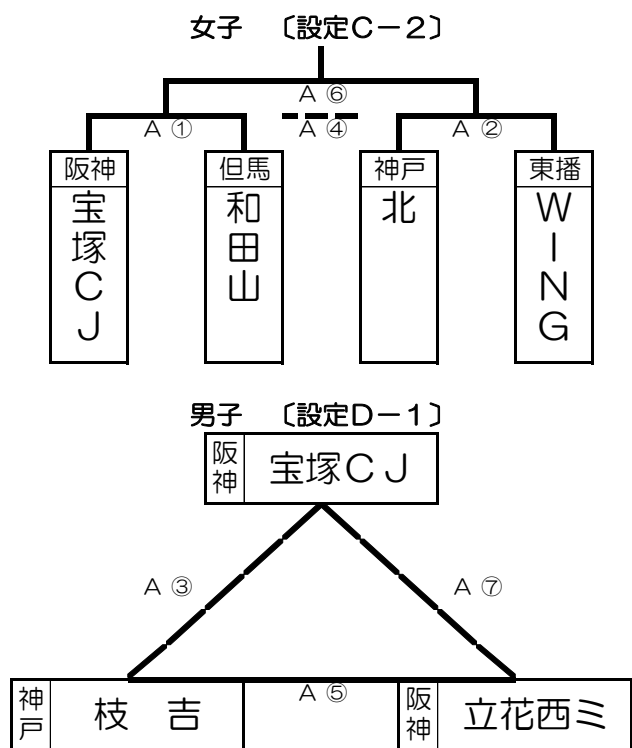 女子 〔設定C－2〕
A ⑥
A ① A ④ A ②
阪神 但馬 神戸 東播
宝塚CJ 和田山 北 WING
男子 〔設定D－1〕
阪神 宝塚CJ
A ③ A ⑦
神戸 枝吉 A ⑤ 阪神 立花西ミ